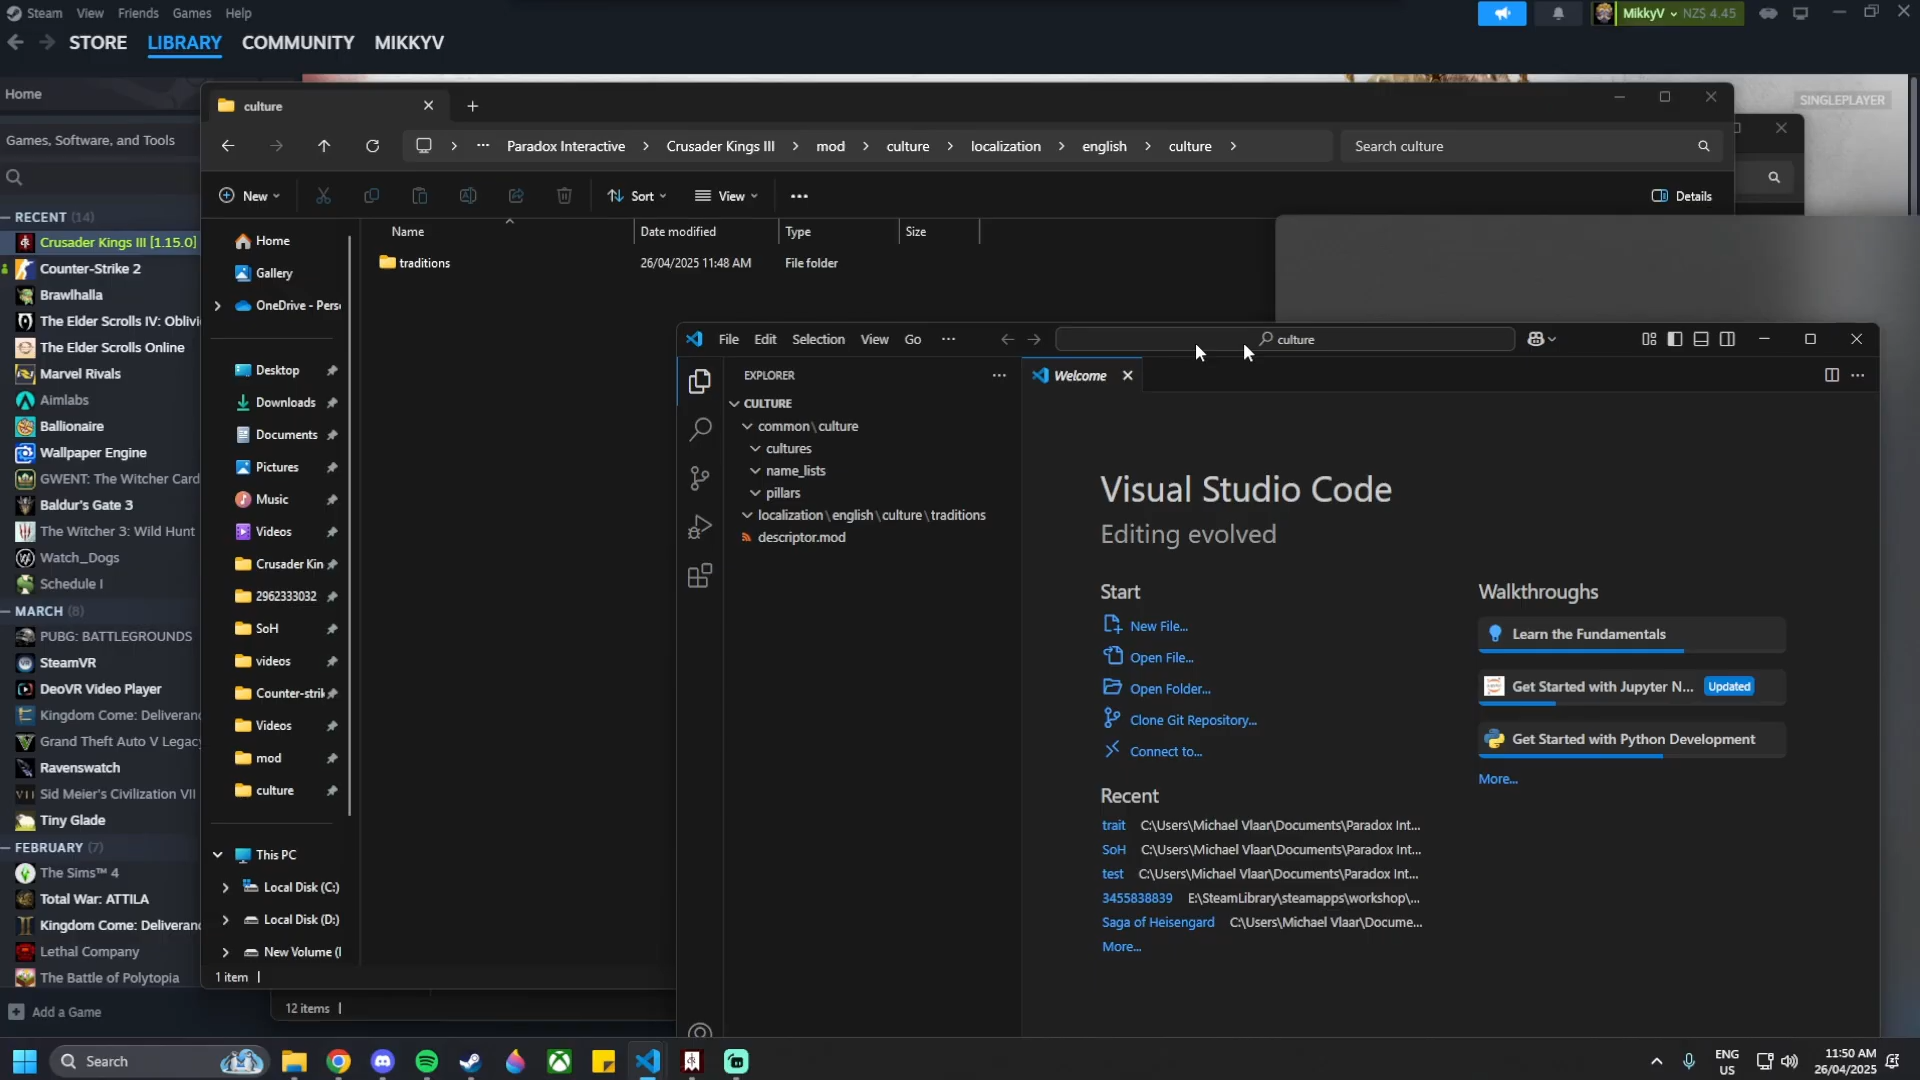 Steam View Friends Games Help
MikkyV NZ$ 4.45
STORE LIBRARY COMMUNITY MIKKYV
Home
Games, Software, and Tools
RECENT (14)
Crusader Kings III [1.15.0]
Counter-Strike 2
Brawlhalla
The Elder Scrolls IV: Oblivi
The Elder Scrolls Online
Marvel Rivals
Aimlabs
Ballionaire
Wallpaper Engine
GWENT: The Witcher Card
Baldur's Gate 3
The Witcher 3: Wild Hunt
Watch_Dogs
Schedule I
MARCH (8)
PUBG: BATTLEGROUNDS
SteamVR
DeoVR Video Player
Kingdom Come: Deliveranc
Grand Theft Auto V Legacy
Ravenswatch
Sid Meier's Civilization VII
Tiny Glade
FEBRUARY (7)
The Sims™ 4
Total War: ATTILA
Kingdom Come: Deliveranc
Lethal Company
The Battle of Polytopia
Add a Game
SINGLEPLAYER
culture
Paradox Interactive > Crusader Kings III > mod > culture > localization > english > culture >
Search culture
New Sort View Details
Name Date modified Type Size
traditions 26/04/2025 11:48 AM File folder
Home
Gallery
OneDrive - Pers
Desktop
Downloads
Documents
Pictures
Music
Videos
Crusader Kin
2962333032
SoH
videos
Counter-strik
Videos
mod
culture
This PC
Local Disk (C:)
Local Disk (D:)
New Volume (
1 item
12 items
File Edit Selection View Go
culture
EXPLORER
CULTURE
common\culture
cultures
name_lists
pillars
localization\english\culture\traditions
descriptor.mod
Welcome
Visual Studio Code
Editing evolved
Start
New File...
Open File...
Open Folder...
Clone Git Repository...
Connect to...
Recent
trait C:\Users\Michael Vlaar\Documents\Paradox Int...
SoH C:\Users\Michael Vlaar\Documents\Paradox Int...
test C:\Users\Michael Vlaar\Documents\Paradox Int...
3455838839 E:\SteamLibrary\steamapps\workshop\...
Saga of Heisengard C:\Users\Michael Vlaar\Docume...
More...
Walkthroughs
Learn the Fundamentals
Get Started with Jupyter N... Updated
Get Started with Python Development
More...
Search
ENG
US
11:50 AM
26/04/2025